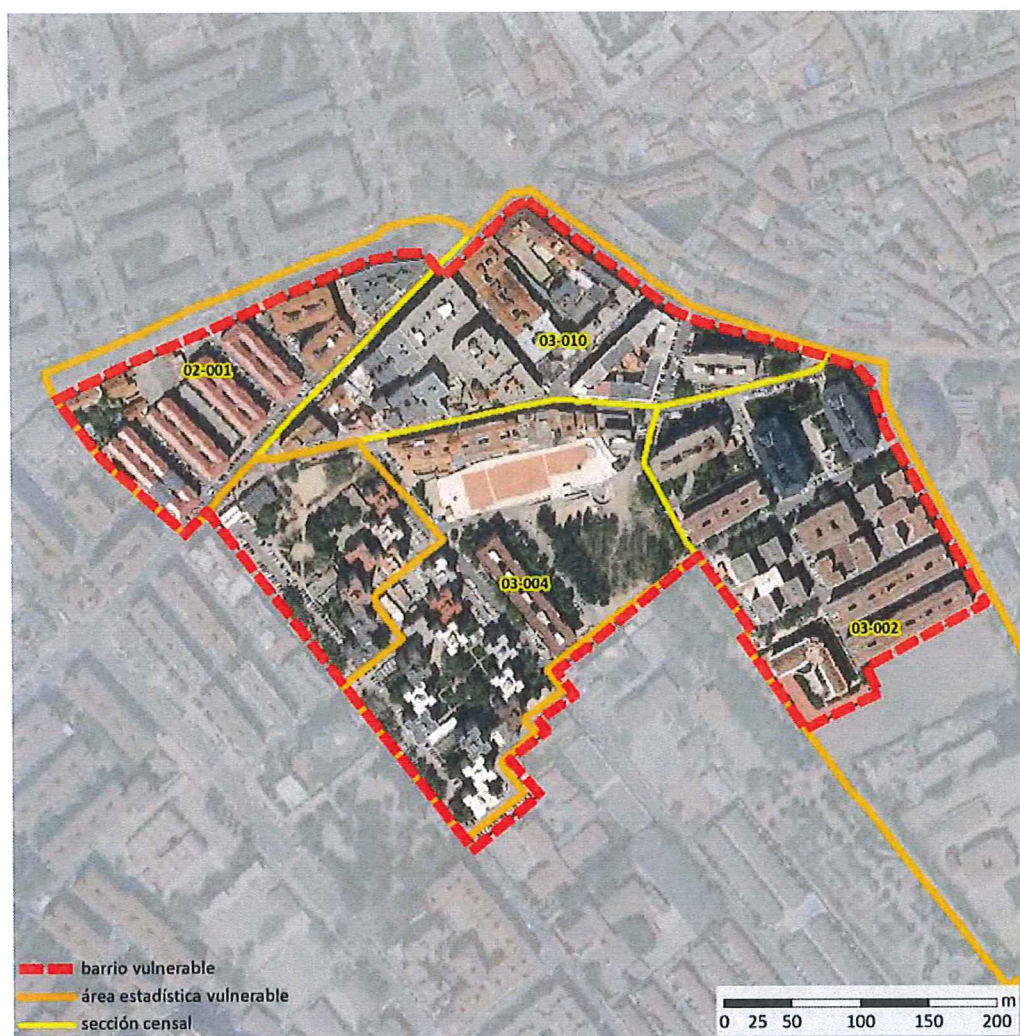 03-010
02-001
03-004
03-002
barrio vulnerable
área estadística vulnerable
sección censal
m
0 25 50 100 150 200